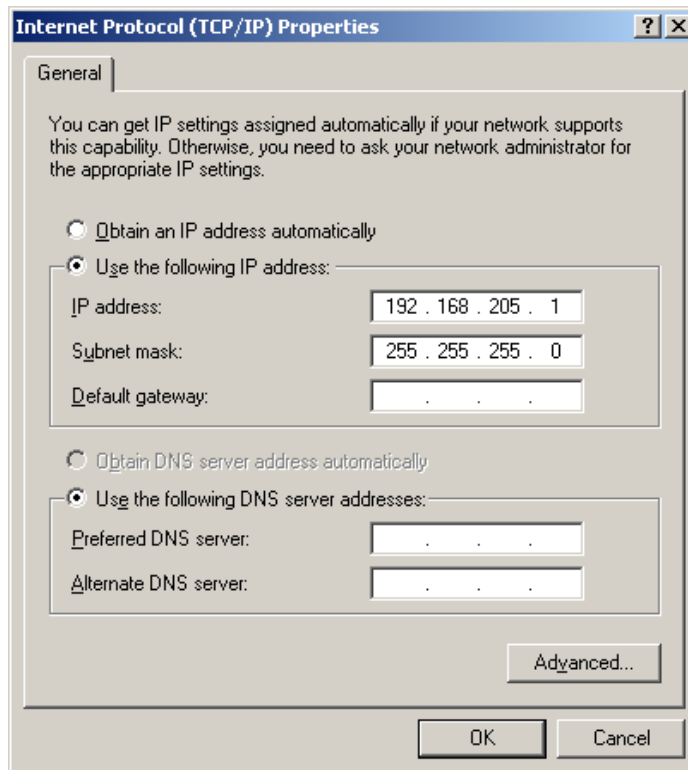 Internet Protocol (TCP/IP) Properties
General
You can get IP settings assigned automatically if your network supports
this capability. Otherwise, you need to ask your network administrator for
the appropriate IP settings.
Obtain an IP address automatically
Use the following IP address:
IP address: 192 . 168 . 205 . 1
Subnet mask: 255 . 255 . 255 . 0
Default gateway: . . .
Obtain DNS server address automatically
Use the following DNS server addresses:
Preferred DNS server: . . .
Alternate DNS server: . . .
Advanced...
OK Cancel